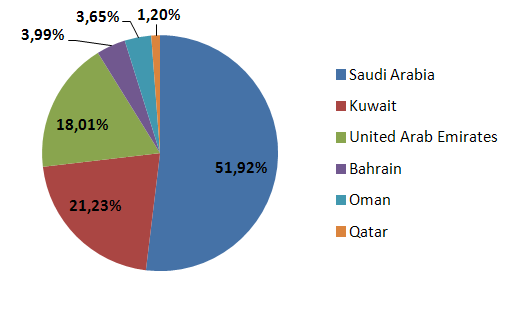 3,65%
1,20%
3,99%
18,01%
51,92%
21,23%
Saudi Arabia
Kuwait
United Arab Emirates
Bahrain
Oman
Qatar